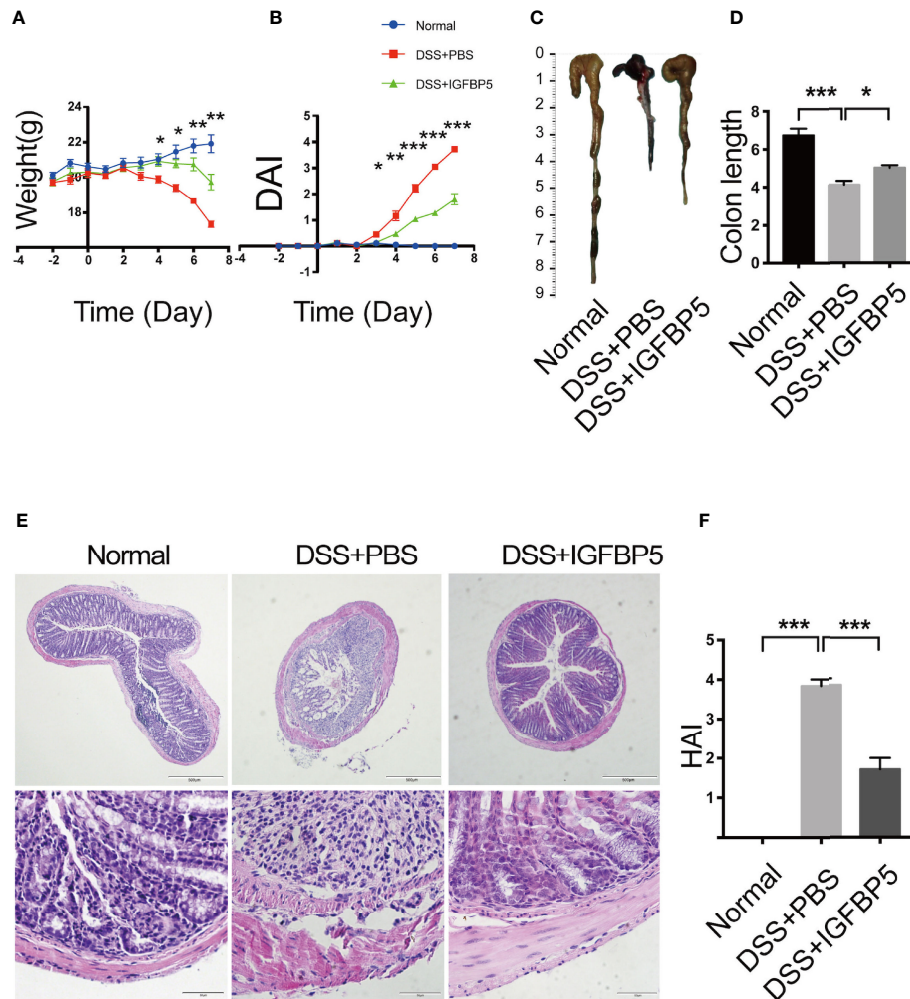 A
B
C
D
Normal
DSS+PBS
DSS+IGFBP5
Weight(g)
24
22
20
18
* * ** **
-4 0 2 4 6 8
Time (Day)
DAI
5
4
3
2
1
-1
* ** *** *** ***
-4 -2 2 4 6 8
Time (Day)
0
1
2
3
4
5
6
7
8
9
Normal
DSS+PBS
DSS+IGFBP5
Colon length
8
6
4
2
0
*** *
Normal
DSS+PBS
DSS+IGFBP5
E
Normal DSS+PBS DSS+IGFBP5
500μm 500μm 500μm
F
HAI
5
4
3
2
1
*** ***
Normal
DSS+PBS
DSS+IGFBP5